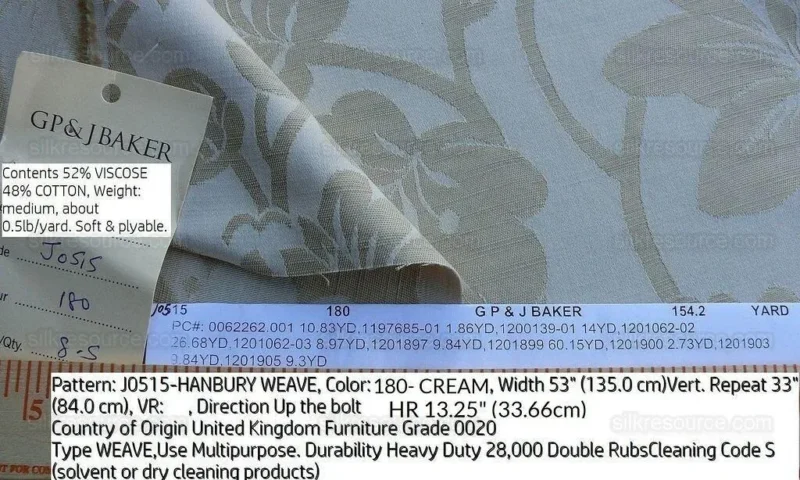 GP&J BAKER
Contents 52% VISCOSE
48% COTTON, Weight:
medium, about
0.5lb/yard. Soft & plyable.
de J0515
ur 180
/Qty. 8-5
J0515 180 G P & J BAKER 154.2 YARD
PC#: 0062262.001 10.83YD,1197685-01 1.86YD,1200139-01 14YD,1201062-02
26.68YD,1201062-03 8.97YD,1201897 9.84YD,1201899 60.15YD,1201900 2.73YD,1201903
9.84YD,1201905 9.3YD
Pattern: J0515-HANBURY WEAVE, Color: 180- CREAM, Width 53" (135.0 cm)Vert. Repeat 33"
(84.0 cm), VR: , Direction Up the bolt HR 13.25" (33.66cm)
Country of Origin United Kingdom Furniture Grade 0020
Type WEAVE,Use Multipurpose. Durability Heavy Duty 28,000 Double RubsCleaning Code S
(solvent or dry cleaning products)
5
silkresource.com